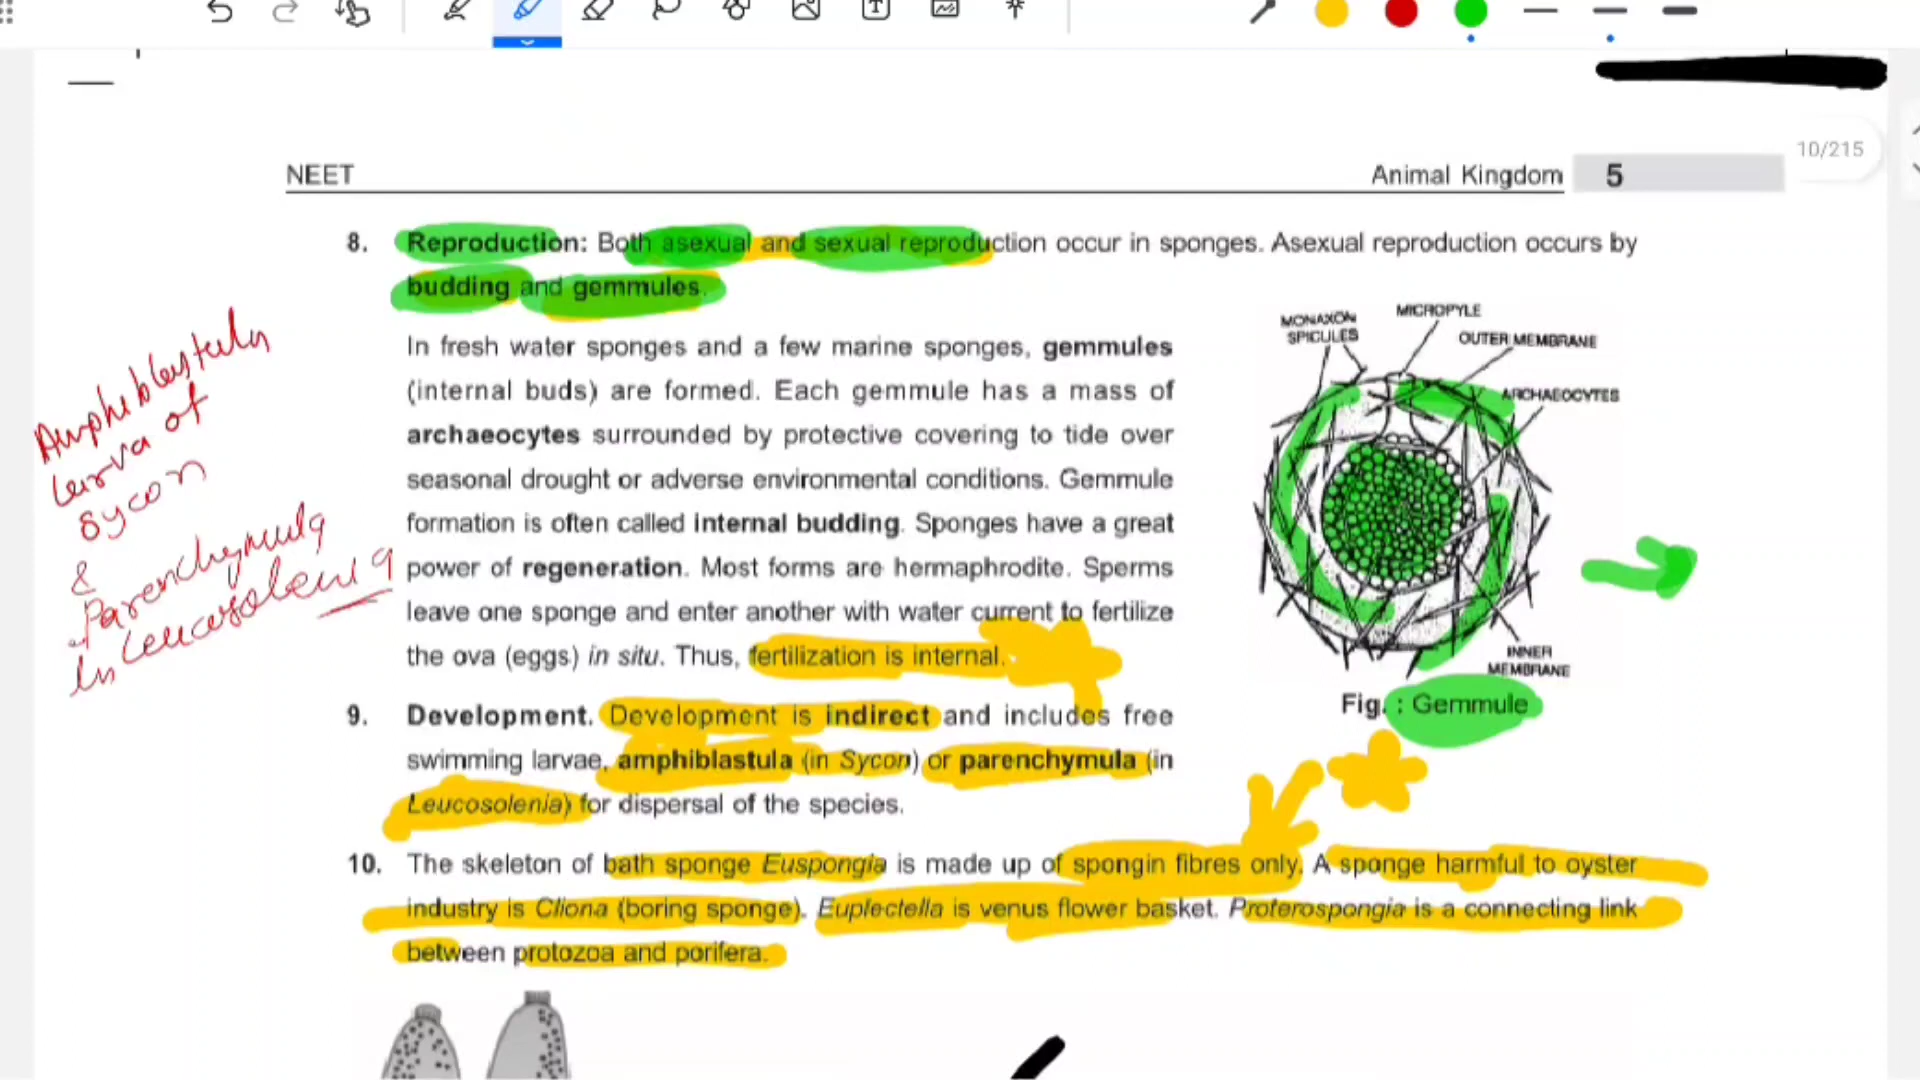 10/215
NEET
Animal Kingdom 5
8. Reproduction: Both asexual and sexual reproduction occur in sponges. Asexual reproduction occurs by
budding and gemmules.
In fresh water sponges and a few marine sponges, gemmules
(internal buds) are formed. Each gemmule has a mass of
archaeocytes surrounded by protective covering to tide over
seasonal drought or adverse environmental conditions. Gemmule
formation is often called internal budding. Sponges have a great
power of regeneration. Most forms are hermaphrodite. Sperms
leave one sponge and enter another with water current to fertilize
the ova (eggs) in situ. Thus, fertilization is internal.
MONAXON
SPICULES
MICROPYLE
OUTER MEMBRANE
ARCHAEOCYTES
INNER
MEMBRANE
Fig. : Gemmule
Amphiblastula
larva of
Sycon
&
Parenchymula
in Leucosolenia
9. Development. Development is indirect and includes free
swimming larvae, amphiblastula (in Sycon) or parenchymula (in
Leucosolenia) for dispersal of the species.
10. The skeleton of bath sponge Euspongia is made up of spongin fibres only. A sponge harmful to oyster
industry is Cliona (boring sponge). Euplectella is venus flower basket. Proterospongia is a connecting link
between protozoa and porifera.